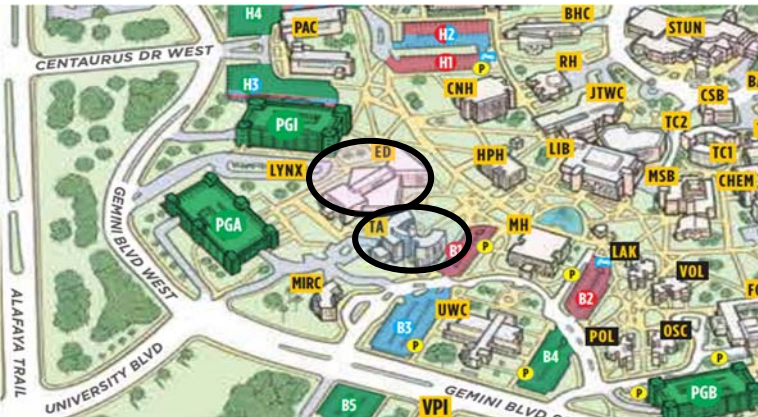 H4
PAC
BHC
STUN
CENTAURUS DR WEST
H2
H1
P
RH
H3
CNH
JTWC
CSB
PGI
TC2
ED
LYNX
HPH
LIB
TC1
MSB
CHEM
PGA
TA
MH
B1
P
GEMINI BLVD WEST
LAK
VOL
P
MIRC
B2
ALAFAYA TRAIL
B3
UWC
POL
OSC
P
B4
P
P
UNIVERSITY BLVD
P
B5
VPI
GEMINI BLVD
PGB